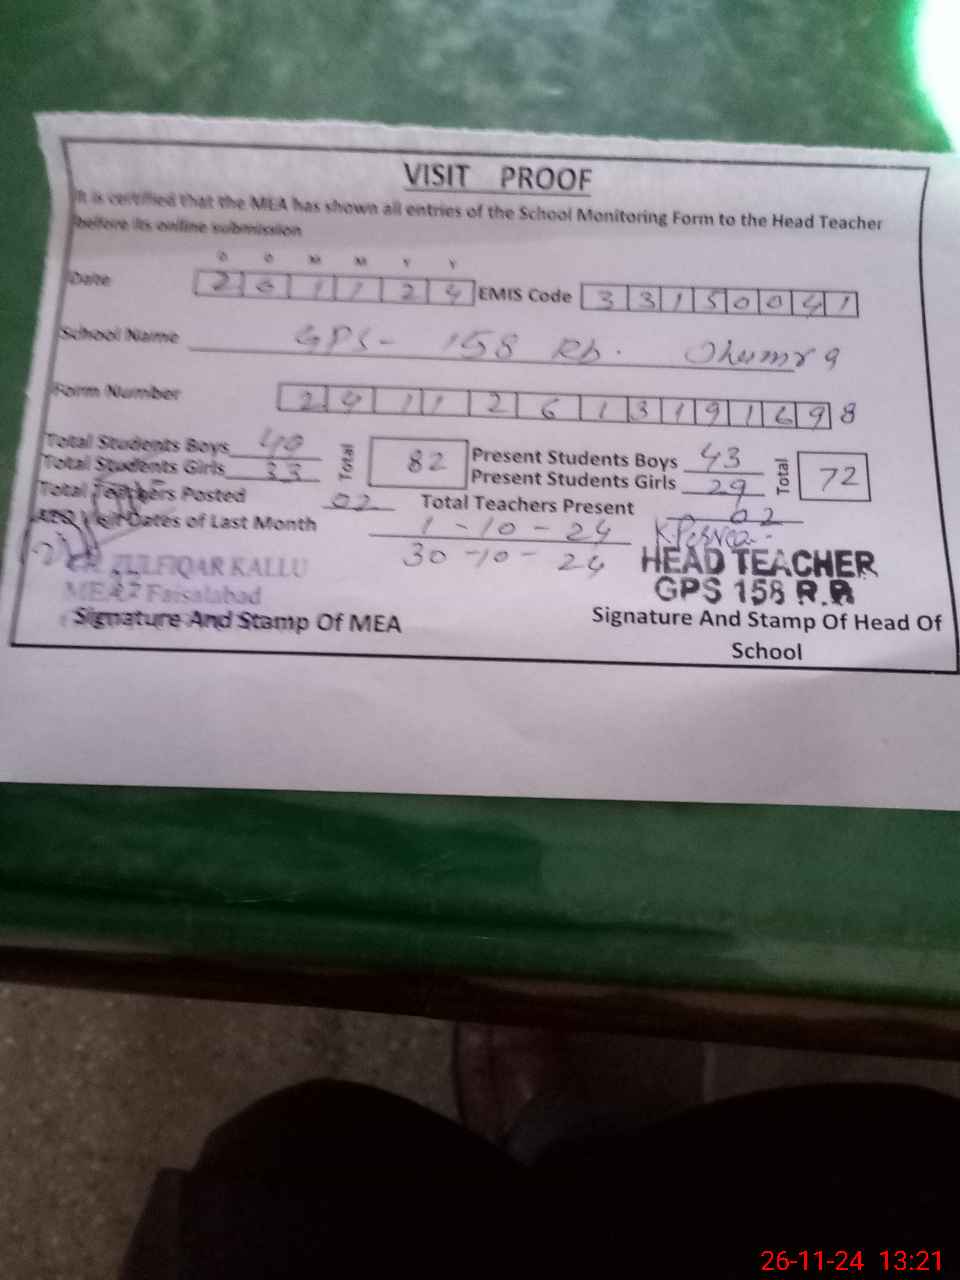 VISIT PROOF
It is certified that the MEA has shown all entries of the School Monitoring Form to the Head Teacher
before its online submission
D D M M Y Y
Date 2 6 1 1 2 4 EMIS Code 3 3 1 5 0 0 4 1
School Name GPS- 158 Rb.
Form Number 2 4 1 1 2 6 1 3 1 9 1 6 9 8
Total Students Boys Total 82 Present Students Boys 43 Total 72
Total Students Girls 33 Present Students Girls 29
Total Teachers Posted 02 Total Teachers Present 02
AEO Visit Dates of Last Month 1-10-24
30-10-24
ZULFIQAR KALLU HEAD TEACHER
MEA Faisalabad GPS 158 R.B
Signature And Stamp Of MEA Signature And Stamp Of Head Of
School
26-11-24 13:21